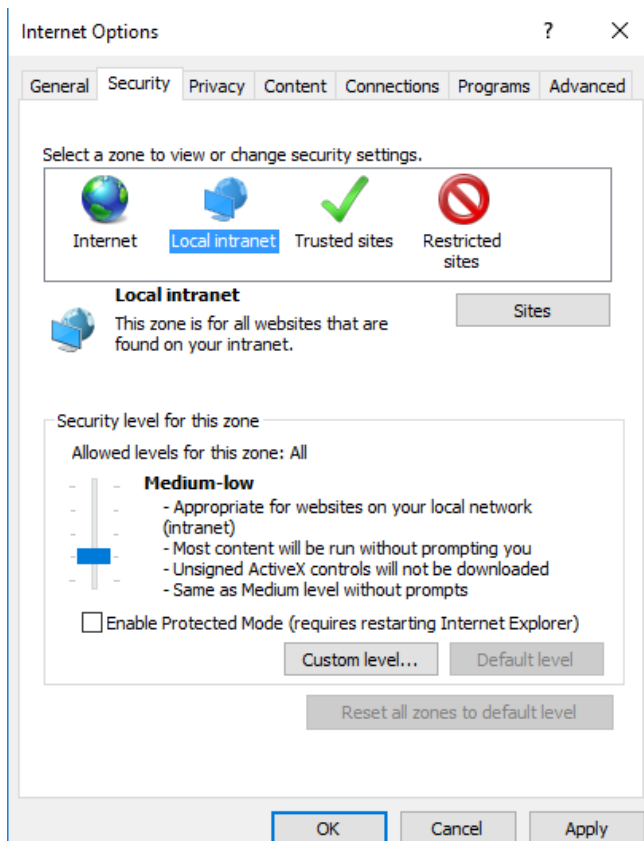 Internet Options ? ×
General Security Privacy Content Connections Programs Advanced
Select a zone to view or change security settings.
Internet Local intranet Trusted sites Restricted
sites
Local intranet
Sites
This zone is for all websites that are
found on your intranet.
Security level for this zone
Allowed levels for this zone: All
Medium-low
- Appropriate for websites on your local network
(intranet)
- Most content will be run without prompting you
- Unsigned ActiveX controls will not be downloaded
- Same as Medium level without prompts
Enable Protected Mode (requires restarting Internet Explorer)
Custom level... Default level
Reset all zones to default level
OK Cancel Apply